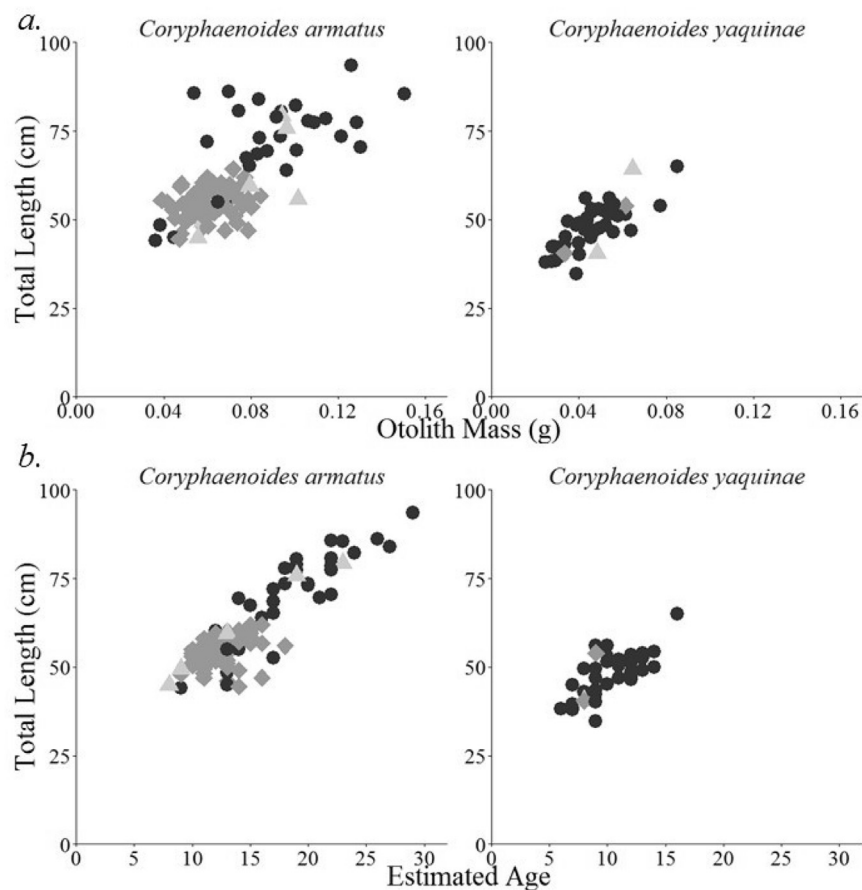 a.
Coryphaenoides armatus
Coryphaenoides yaquinae
100
75
50
25
0
Total Length (cm)
0.00 0.04 0.08 0.12 0.16
100
75
50
25
0
0.00 0.04 0.08 0.12 0.16
Otolith Mass (g)
b.
Coryphaenoides armatus
Coryphaenoides yaquinae
100
75
50
25
0
Total Length (cm)
0 5 10 15 20 25 30
100
75
50
25
0
0 5 10 15 20 25 30
Estimated Age